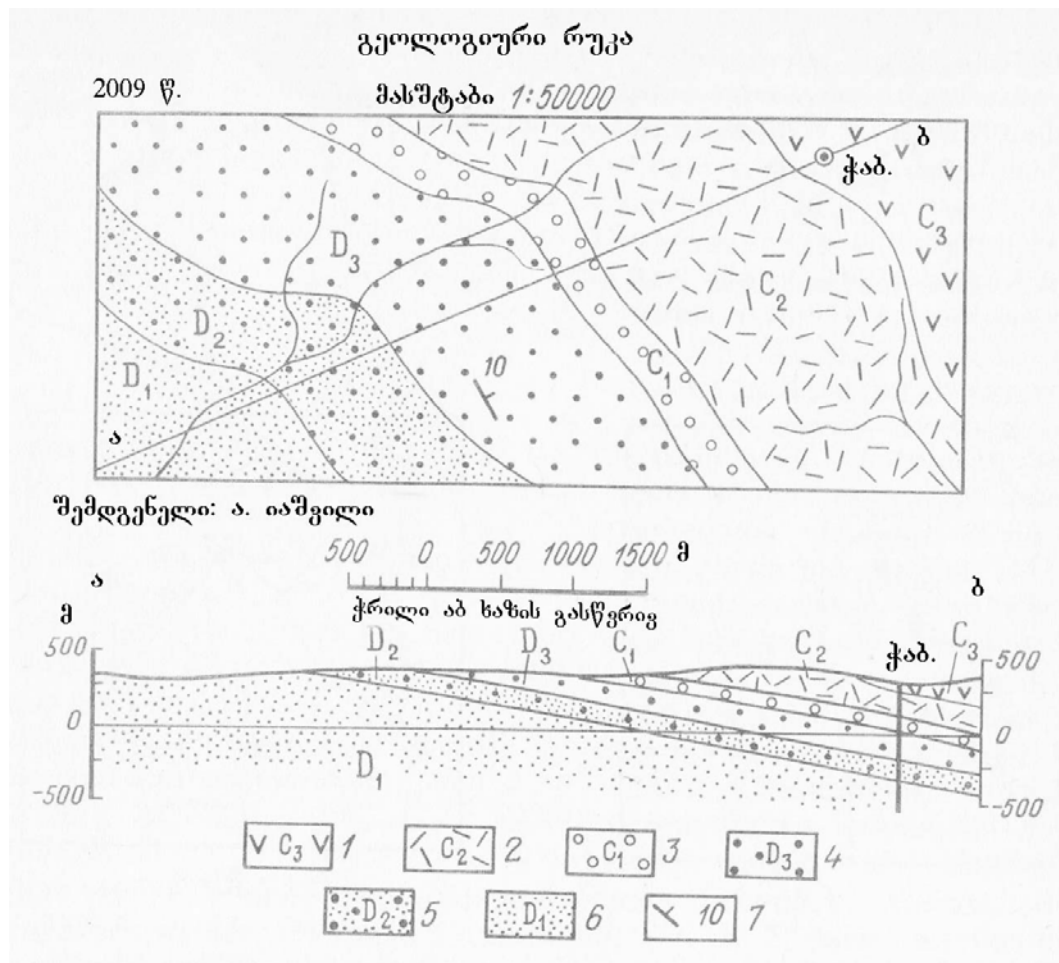 გეოლოგიური რუკა
2009 წ.
მასშტაბი 1:50000
ბ
ჭაბ.
D₃
C₃
C₂
D₂
D₁
10
C₁
ა
შემდგენელი: ა. იაშვილი
500 0 500 1000 1500 მ
ა
ბ
ჭრილი აბ ხაზის გასწვრივ
მ
D₂ D₃ C₁ C₂ ჭაბ. C₃
500
500
0
0
D₁
-500
-500
C₃ 1
C₂ 2
C₁ 3
D₃ 4
D₂ 5
D₁ 6
10 7